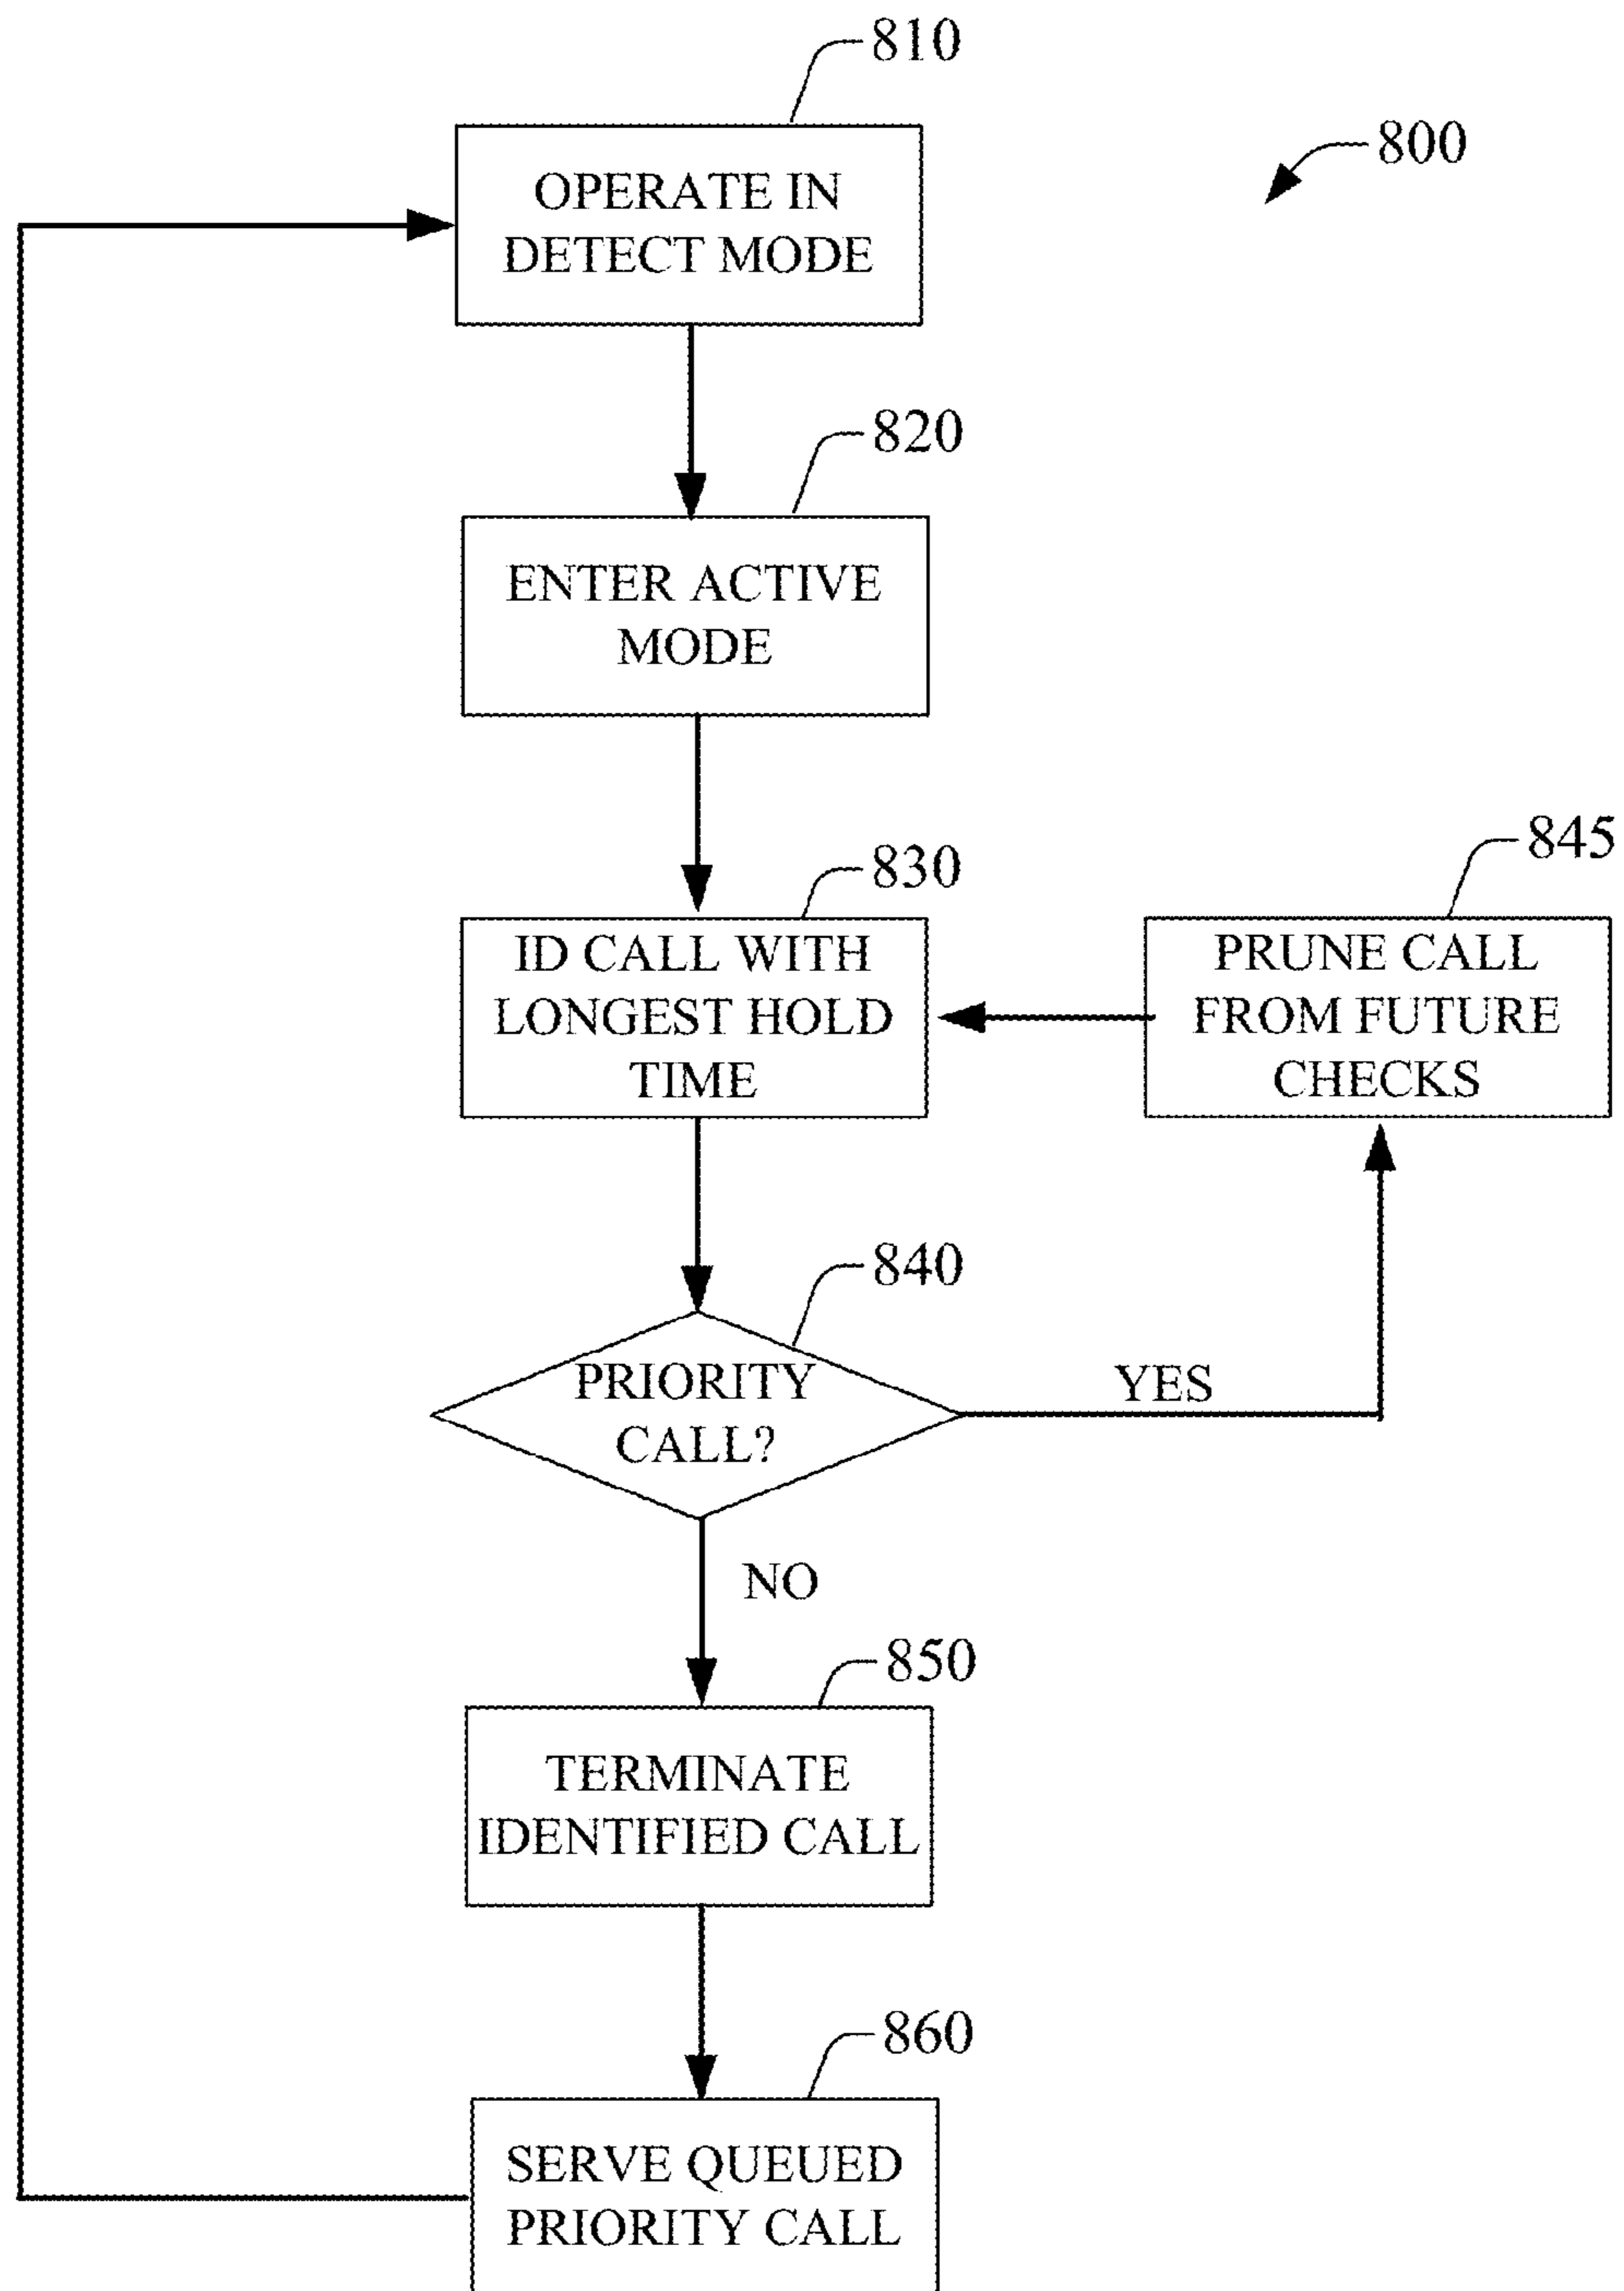 810
800
OPERATE IN
DETECT MODE
820
ENTER ACTIVE
MODE
830
ID CALL WITH
LONGEST HOLD
TIME
845
PRUNE CALL
FROM FUTURE
CHECKS
840
PRIORITY
CALL?
YES
NO
850
TERMINATE
IDENTIFIED CALL
860
SERVE QUEUED
PRIORITY CALL